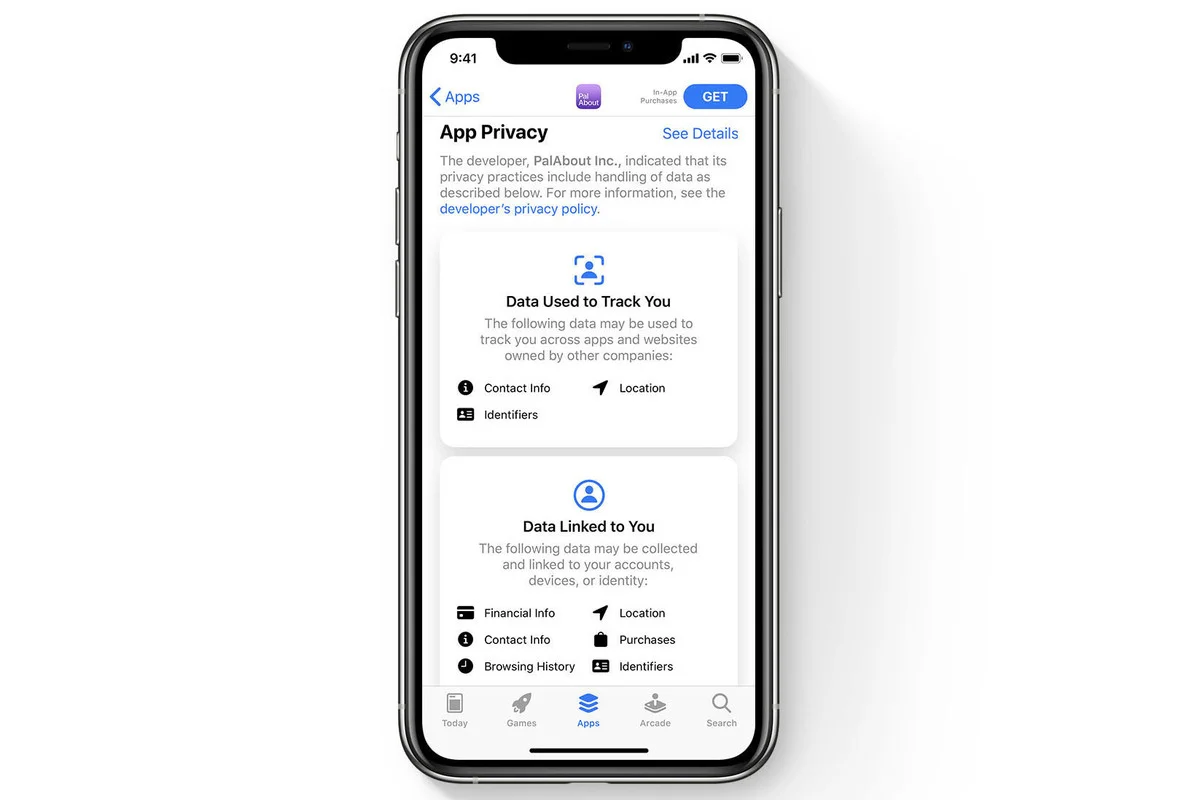 9:41
Apps
Pal
About
In-App
Purchases
GET
App Privacy
See Details
The developer, PalAbout Inc., indicated that its
privacy practices include handling of data as
described below. For more information, see the
developer’s privacy policy.
Data Used to Track You
The following data may be used to
track you across apps and websites
owned by other companies:
Contact Info
Location
Identifiers
Data Linked to You
The following data may be collected
and linked to your accounts,
devices, or identity:
Financial Info
Location
Contact Info
Purchases
Browsing History
Identifiers
Today
Games
Apps
Arcade
Search